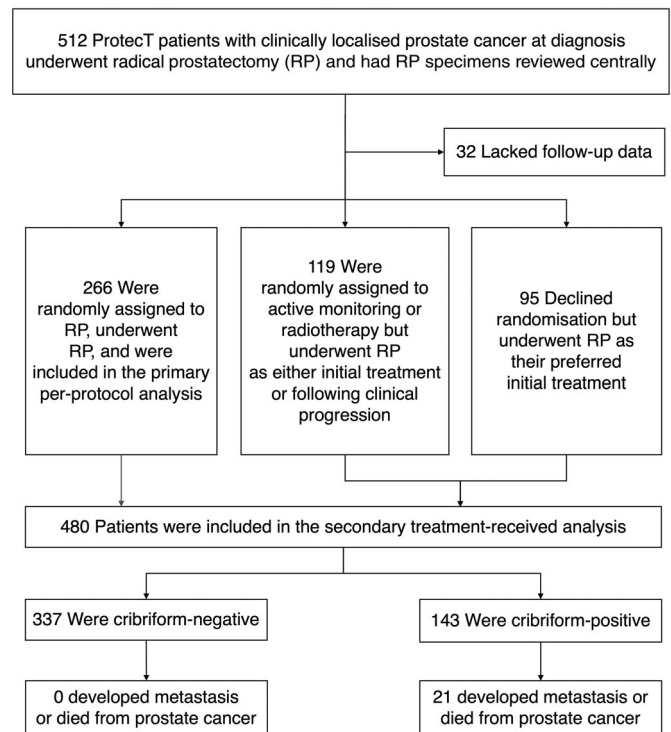 512 ProtecT patients with clinically localised prostate cancer at diagnosis
underwent radical prostatectomy (RP) and had RP specimens reviewed centrally
32 Lacked follow-up data
266 Were
randomly assigned to
RP, underwent
RP, and were
included in the primary
per-protocol analysis
119 Were
randomly assigned to
active monitoring or
radiotherapy but
underwent RP
as either initial treatment
or following clinical
progression
95 Declined
randomisation but
underwent RP as
their preferred
initial treatment
480 Patients were included in the secondary treatment-received analysis
337 Were cribriform-negative
143 Were cribriform-positive
0 developed metastasis
or died from prostate cancer
21 developed metastasis or
died from prostate cancer